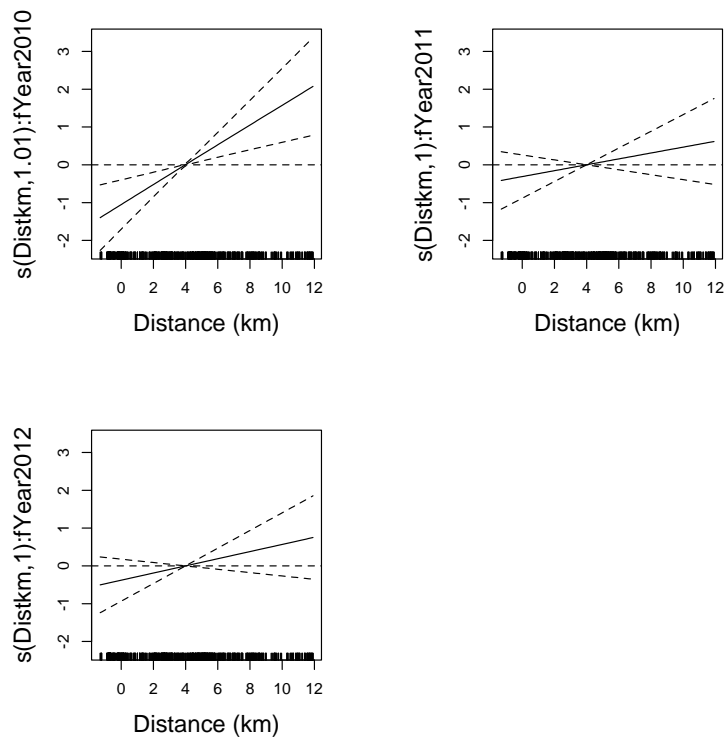 s(Distkm,1.01):fYear2010
3
2
1
0
-1
-2
0 2 4 6 8 10 12
Distance (km)
s(Distkm,1):fYear2011
3
2
1
0
-1
-2
0 2 4 6 8 10 12
Distance (km)
s(Distkm,1):fYear2012
3
2
1
0
-1
-2
0 2 4 6 8 10 12
Distance (km)